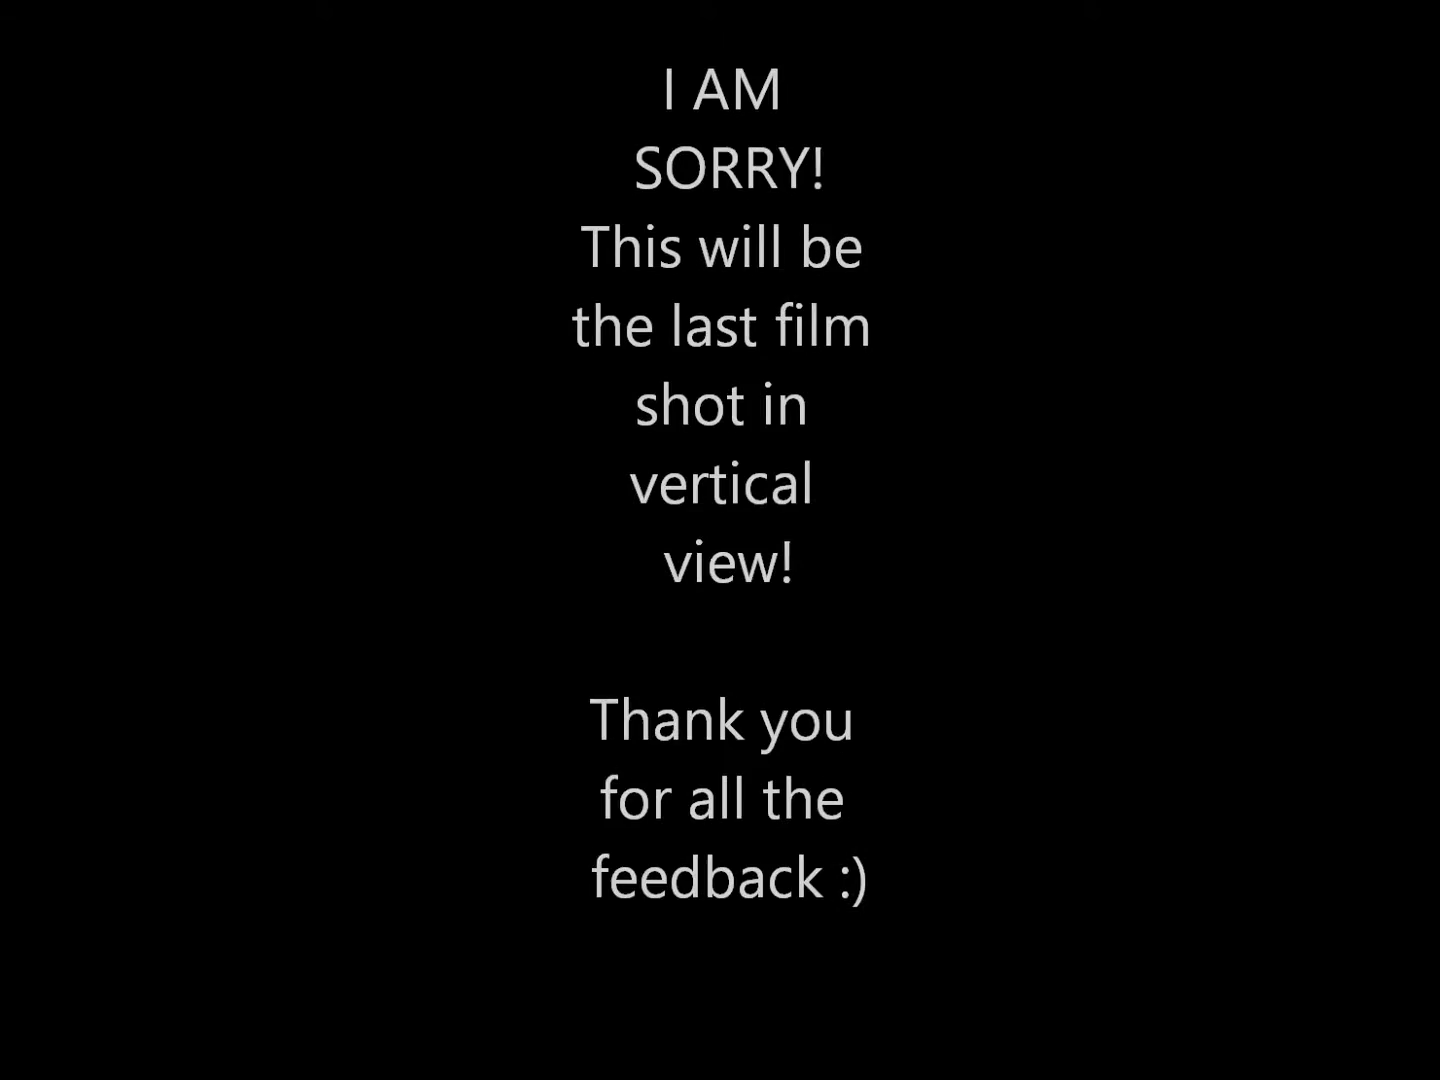 I AM
SORRY!
This will be
the last film
shot in
vertical
view!
Thank you
for all the
feedback :)